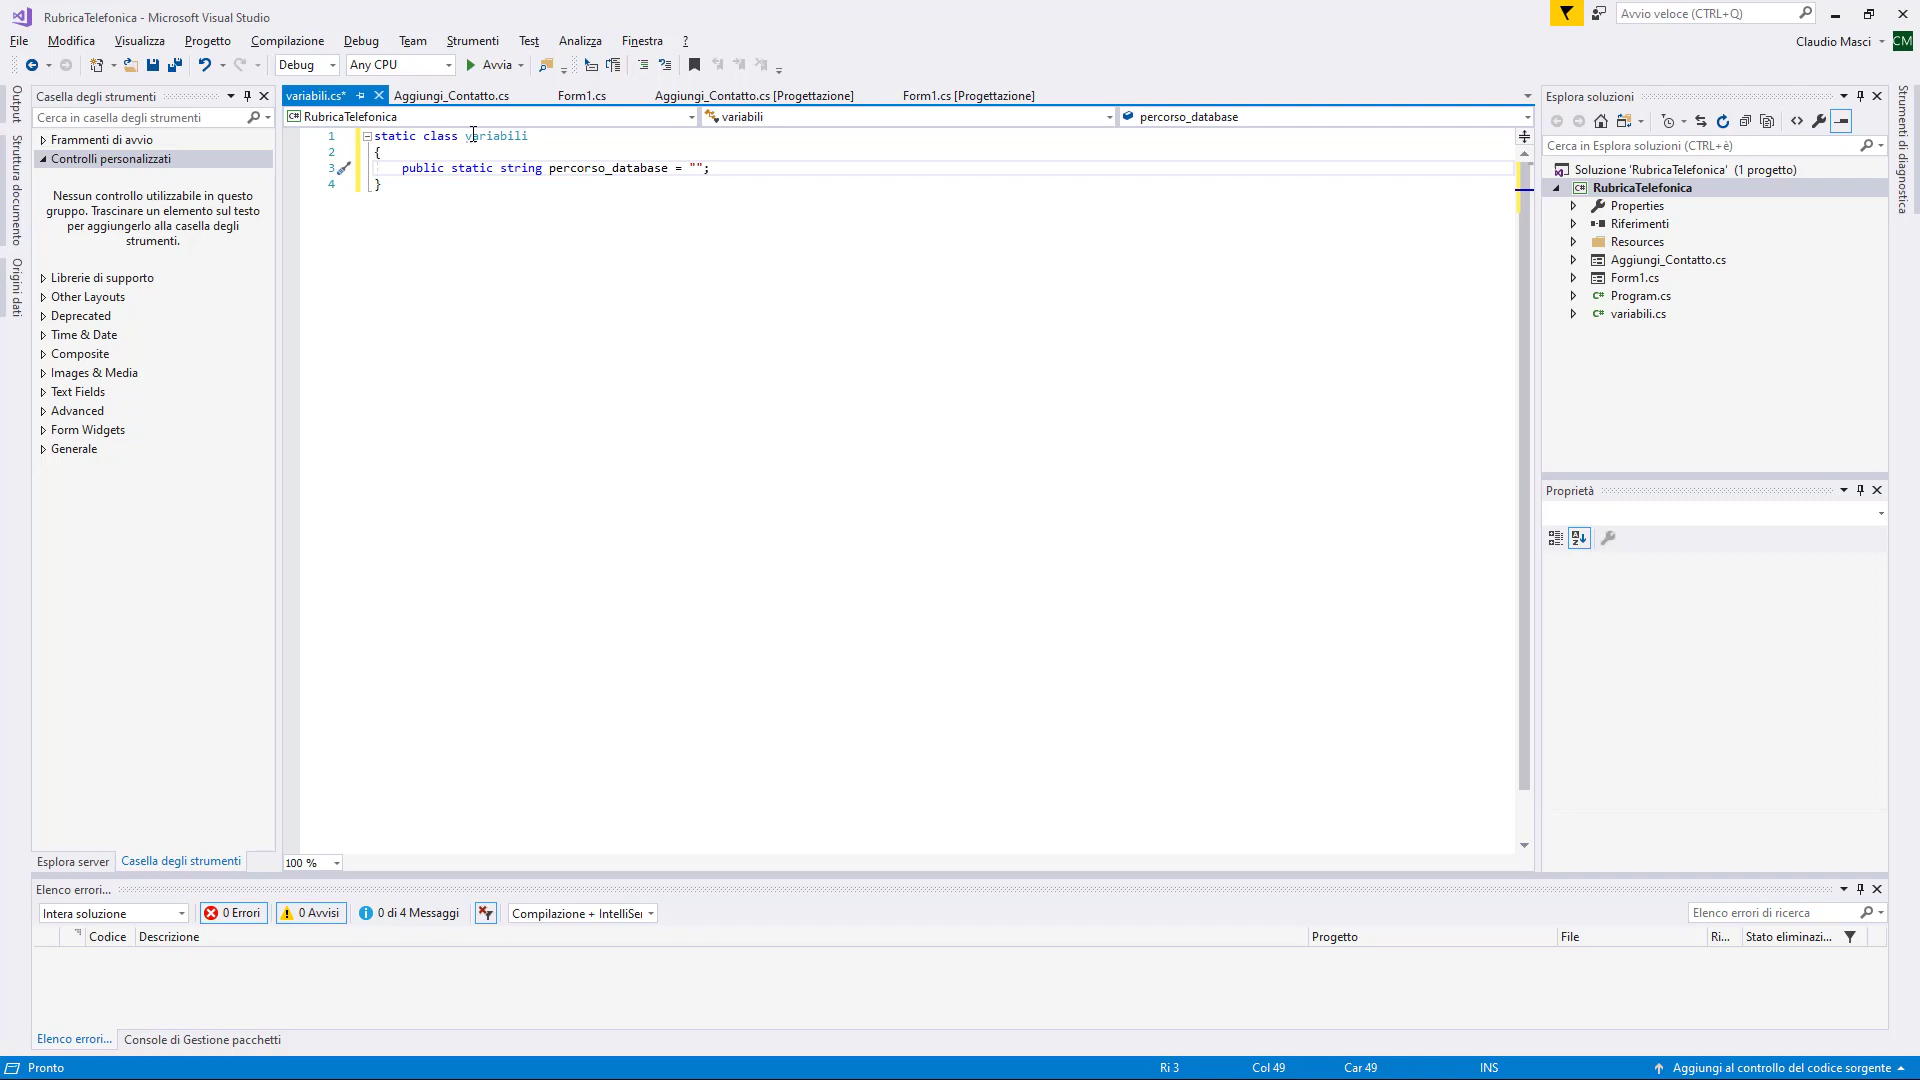 RubricaTelefonica - Microsoft Visual Studio
Avvio veloce (CTRL+Q)
File Modifica Visualizza Progetto Compilazione Debug Team Strumenti Test Analizza Finestra ?
Claudio Masci CM
Debug Any CPU Avvia
Output
Struttura documento
Origini dati
Casella degli strumenti
Cerca in casella degli strumenti
Frammenti di avvio
Controlli personalizzati
Nessun controllo utilizzabile in questo
gruppo. Trascinare un elemento sul testo
per aggiungerlo alla casella degli
strumenti.
Librerie di supporto
Other Layouts
Deprecated
Time & Date
Composite
Images & Media
Text Fields
Advanced
Form Widgets
Generale
Esplora server Casella degli strumenti
variabili.cs* Aggiungi_Contatto.cs Form1.cs Aggiungi_Contatto.cs [Progettazione] Form1.cs [Progettazione]
RubricaTelefonica variabili percorso_database
1 static class variabili
2 {
3 public static string percorso_database = "";
4 }
100 %
Esplora soluzioni
Cerca in Esplora soluzioni (CTRL+è)
Soluzione 'RubricaTelefonica' (1 progetto)
RubricaTelefonica
Properties
Riferimenti
Resources
Aggiungi_Contatto.cs
Form1.cs
Program.cs
variabili.cs
Proprietà
Strumenti di diagnostica
Elenco errori...
Intera soluzione 0 Errori 0 Avvisi 0 di 4 Messaggi Compilazione + IntelliSe
Elenco errori di ricerca
Codice Descrizione Progetto File Ri... Stato eliminazi...
Elenco errori... Console di Gestione pacchetti
Pronto Ri 3 Col 49 Car 49 INS Aggiungi al controllo del codice sorgente